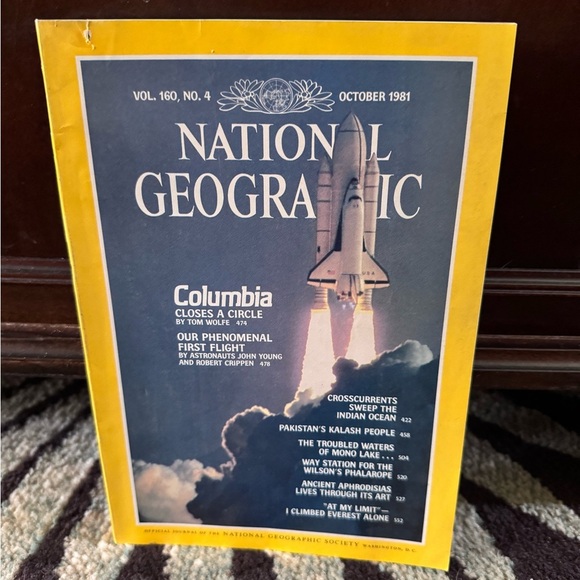 VOL. 160, NO. 4 OCTOBER 1981
NATIONAL
GEOGRAPHIC
Columbia
CLOSES A CIRCLE
BY TOM WOLFE 474
OUR PHENOMENAL
FIRST FLIGHT
BY ASTRONAUTS JOHN YOUNG
AND ROBERT CRIPPEN 478
USA
CROSSCURRENTS
SWEEP THE
INDIAN OCEAN 422
PAKISTAN'S KALASH PEOPLE 458
THE TROUBLED WATERS
OF MONO LAKE... 504
WAY STATION FOR THE
WILSON'S PHALAROPE 520
ANCIENT APHRODISIAS
LIVES THROUGH ITS ART 527
"AT MY LIMIT"—
I CLIMBED EVEREST ALONE 552
OFFICIAL JOURNAL OF THE NATIONAL GEOGRAPHIC SOCIETY WASHINGTON, D.C.